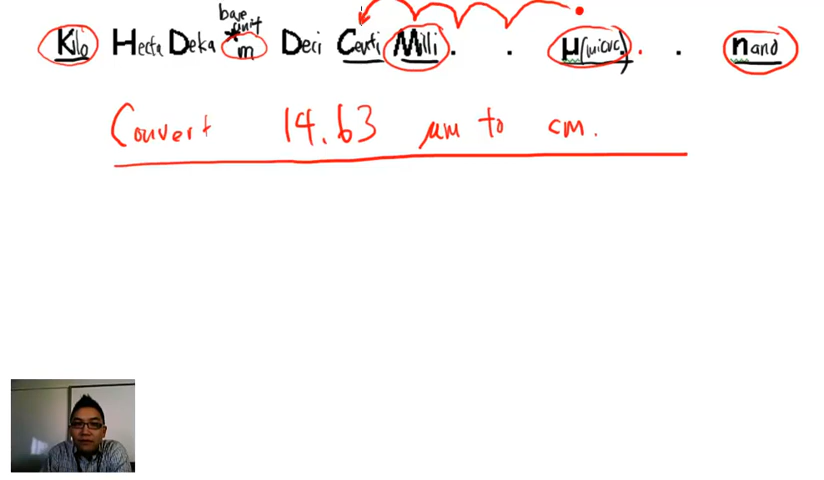 base
unit
Kilo Hecta Deka m Deci Centi Milli . . μ(micro) . . nano
Convert 14.63 μm to cm.